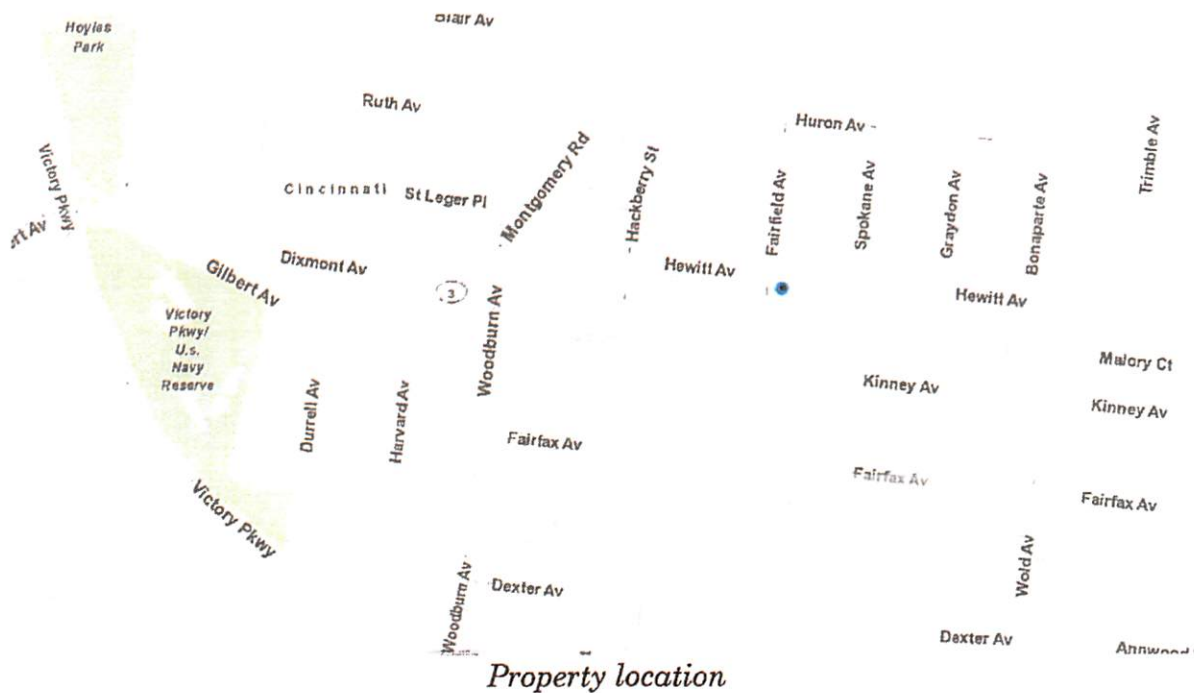 Blair Av
Hoyles
Park
Ruth Av
Huron Av
Montgomery Rd
Hackberry St
Fairfield Av
Spokane Av
Graydon Av
Bonaparte Av
Trimble Av
Victory Pkwy
Cincinnati
St Leger Pl
Gilbert Av
Dixmont Av
3
Woodburn Av
Hewitt Av
Hewitt Av
Victory
Pkwy/
U.s.
Navy
Reserve
Durrell Av
Harvard Av
Fairfax Av
Kinney Av
Malory Ct
Kinney Av
Fairfax Av
Fairfax Av
Victory Pkwy
Woodburn Av
Dexter Av
Wold Av
Dexter Av
Property location